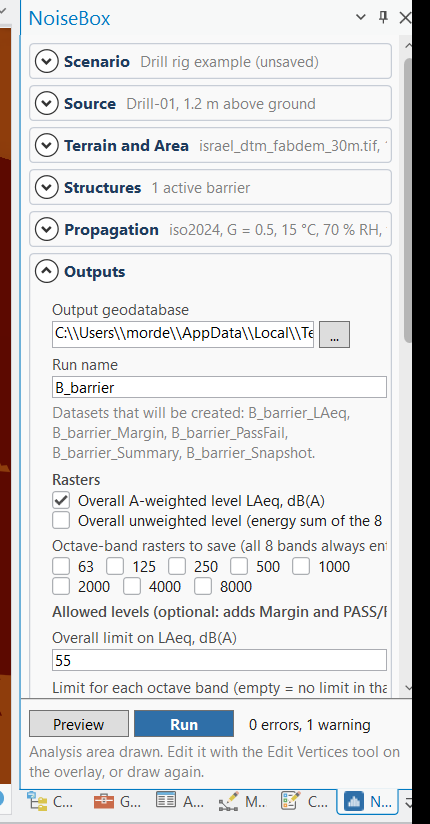 NoiseBox
Scenario Drill rig example (unsaved)
Source Drill-01, 1.2 m above ground
Terrain and Area israel_dtm_fabdem_30m.tif,
Structures 1 active barrier
Propagation iso2024, G = 0.5, 15 °C, 70 % RH,
Outputs
Output geodatabase
C:\\Users\\morde\\AppData\\Local\\Te
...
Run name
B_barrier
Datasets that will be created: B_barrier_LAeq,
B_barrier_Margin, B_barrier_PassFail,
B_barrier_Summary, B_barrier_Snapshot.
Rasters
Overall A-weighted level LAeq, dB(A)
Overall unweighted level (energy sum of the 8
Octave-band rasters to save (all 8 bands always
63 125 250 500 1000
2000 4000 8000
Allowed levels (optional: adds Margin and PASS/
Overall limit on LAeq, dB(A)
55
Limit for each octave band (empty = no limit in
Preview Run 0 errors, 1 warning
Analysis area drawn. Edit it with the Edit Vertices tool on
the overlay, or draw again.
C... G... A... M... C... N...